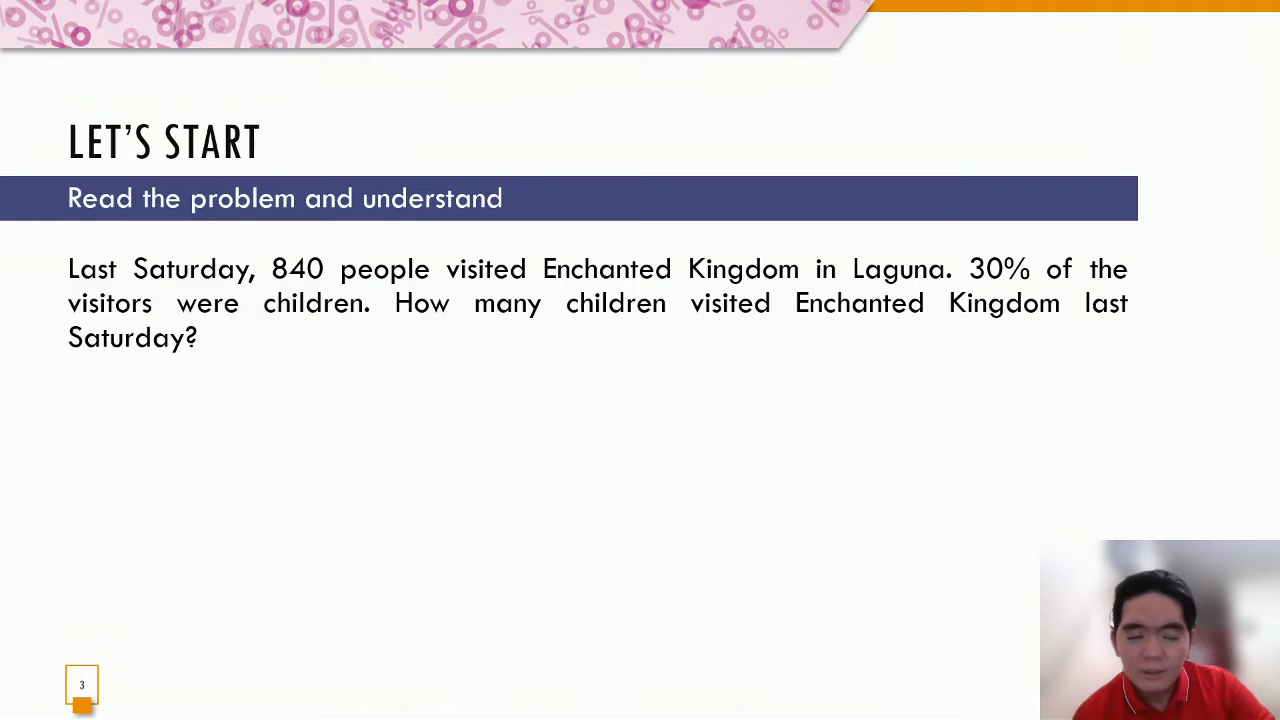 LET'S START
Read the problem and understand
Last Saturday, 840 people visited Enchanted Kingdom in Laguna. 30% of the
visitors were children. How many children visited Enchanted Kingdom last
Saturday?
3